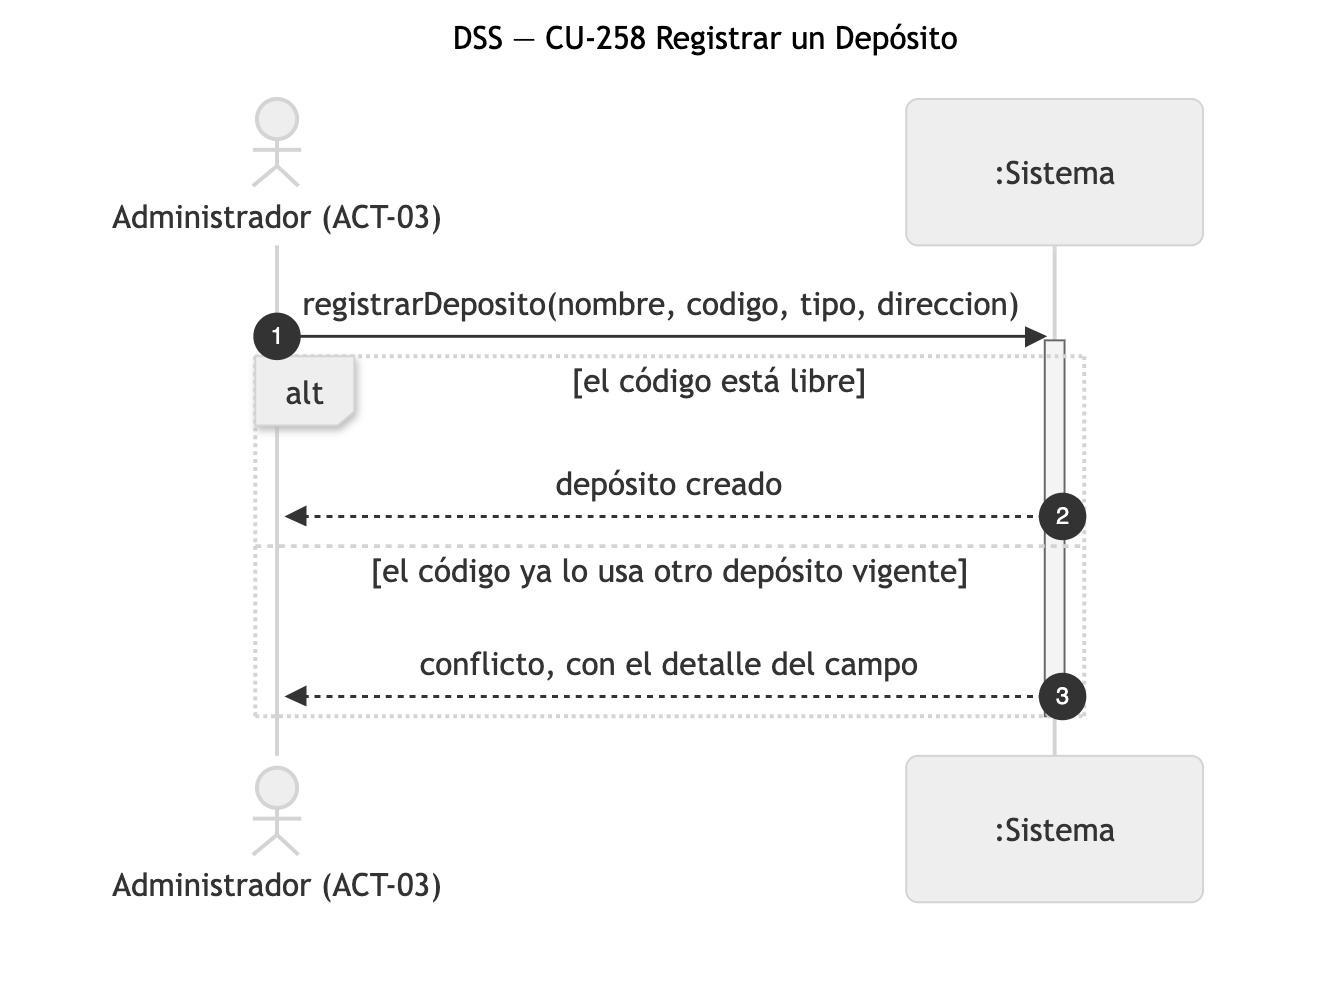 DSS — CU-258 Registrar un Depósito
Administrador (ACT-03)
:Sistema
registrarDeposito(nombre, codigo, tipo, direccion)
1
alt
[el código está libre]
depósito creado
2
[el código ya lo usa otro depósito vigente]
conflicto, con el detalle del campo
3
Administrador (ACT-03)
:Sistema